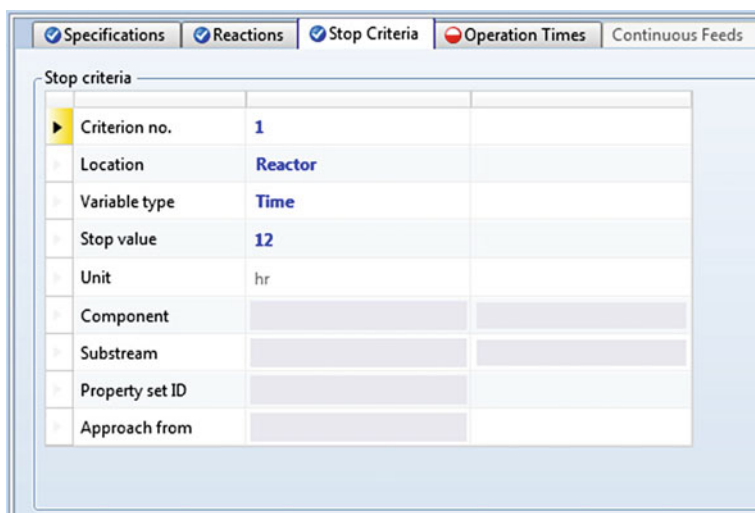 Specifications Reactions Stop Criteria Operation Times Continuous Feeds
Stop criteria
Criterion no. 1
Location Reactor
Variable type Time
Stop value 12
Unit hr
Component
Substream
Property set ID
Approach from